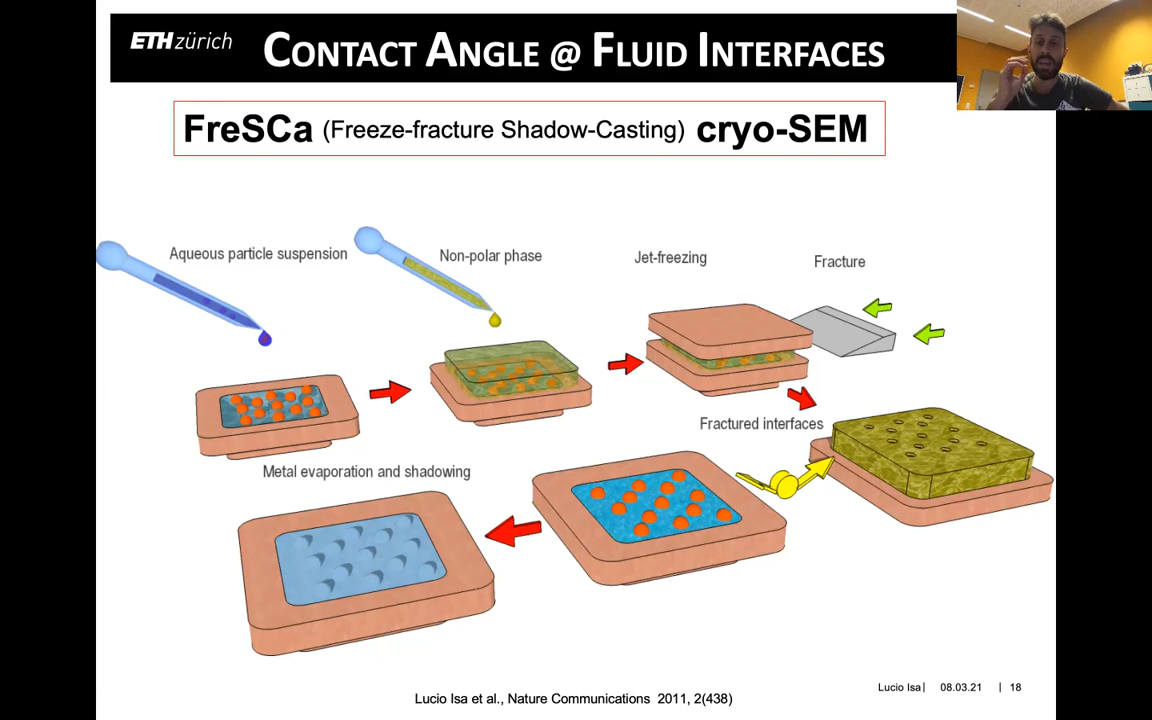 ETH zürich
CONTACT ANGLE @ FLUID INTERFACES
FreSCa (Freeze-fracture Shadow-Casting) cryo-SEM
Aqueous particle suspension
Non-polar phase
Jet-freezing
Fracture
Fractured interfaces
Metal evaporation and shadowing
Lucio Isa et al., Nature Communications 2011, 2(438)
Lucio Isa| 08.03.21 | 18